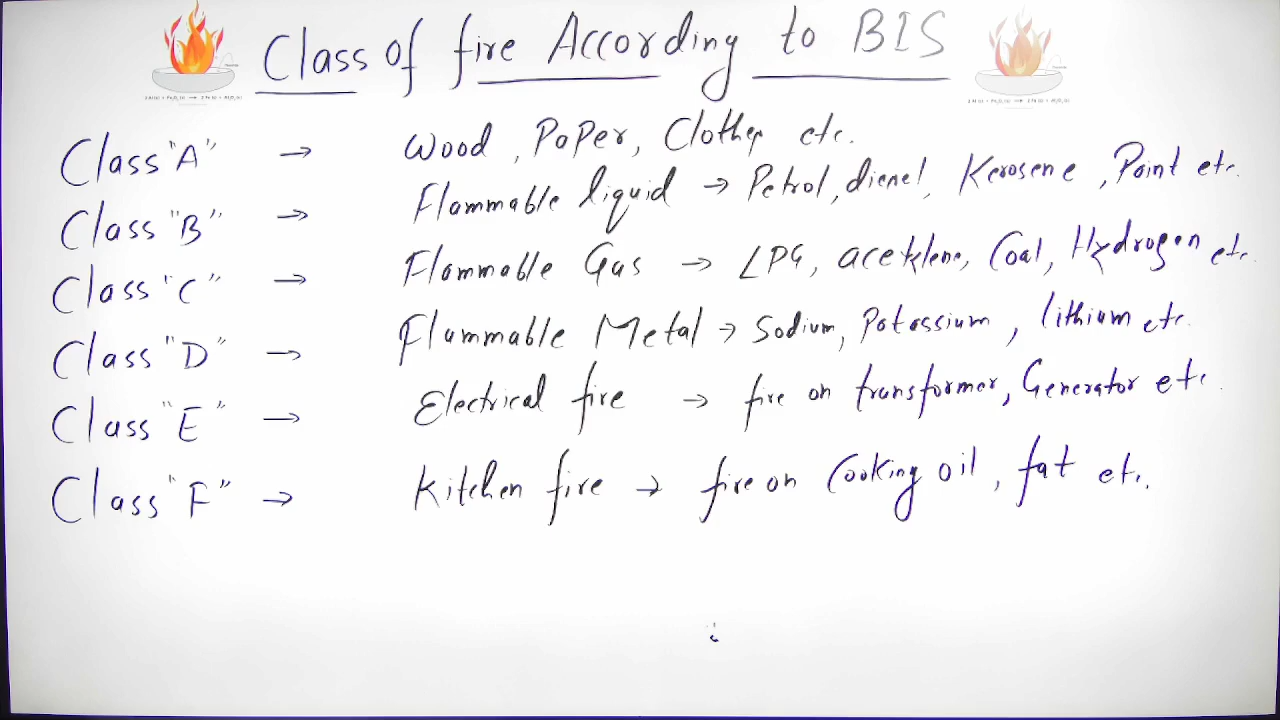 Class of fire According to BIS
Class "A" → Wood, Paper, Clothes etc.
Class "B" → Flammable liquid → Petrol, diesel, Kerosene, Paint etc.
Class "C" → Flammable Gas → LPG, acetylene, Coal, Hydrogen etc.
Class "D" → Flammable Metal → Sodium, Potassium, lithium etc.
Class "E" → Electrical fire → fire on transformer, Generator etc.
Class "F" → Kitchen fire → fire on Cooking oil, fat etc.